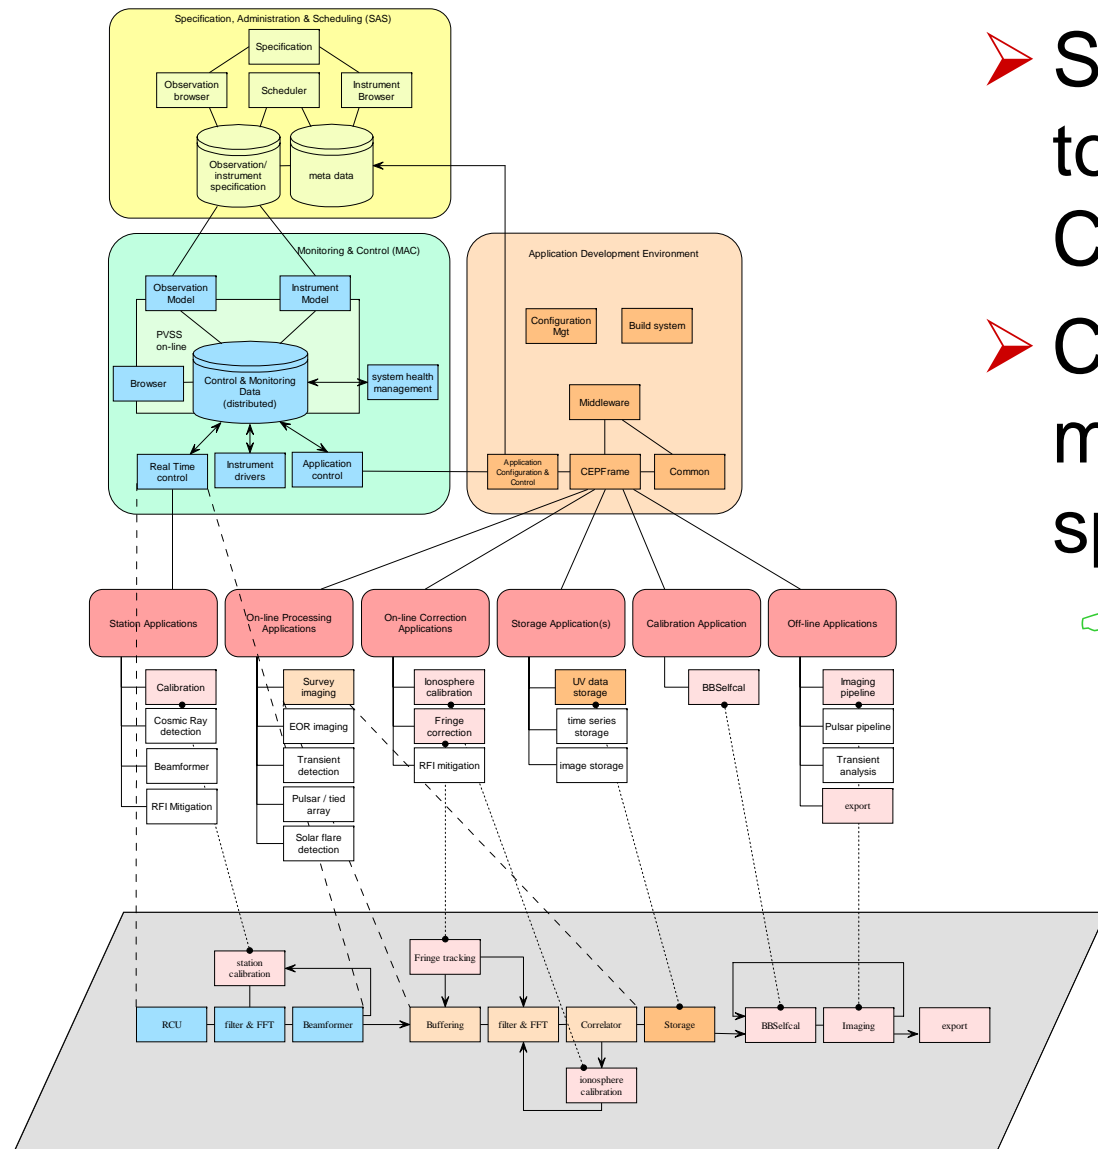 Specification, Administration & Scheduling (SAS)
Specification
Observation
browser
Scheduler
Instrument
Browser
Observation/
instrument
specification
meta data
Monitoring & Control (MAC)
Observation
Model
Instrument
Model
PVSS
on-line
Browser
Control & Monitoring
Data
(distributed)
system health
management
Real Time
control
Instrument
drivers
Application
control
Application Development Environment
Configuration
Mgt
Build system
Middleware
Application
Configuration &
Control
CEPFrame
Common
Station Applications
On-line Processing
Applications
On-line Correction
Applications
Storage Application(s)
Calibration Application
Off-line Applications
Calibration
Cosmic Ray
detection
Beamformer
RFI Mitigation
Survey
imaging
EOR imaging
Transient
detection
Pulsar / tied
array
Solar flare
detection
Ionosphere
calibration
Fringe
correction
RFI mitigation
UV data
storage
time series
storage
image storage
BBSelfcal
Imaging
pipeline
Pulsar pipeline
Transient
analysis
export
station
calibration
Fringe tracking
RCU
filter & FFT
Beamformer
Buffering
filter & FFT
Correlator
Storage
BBSelfcal
Imaging
export
ionosphere
calibration
S
to
C
C
m
sp